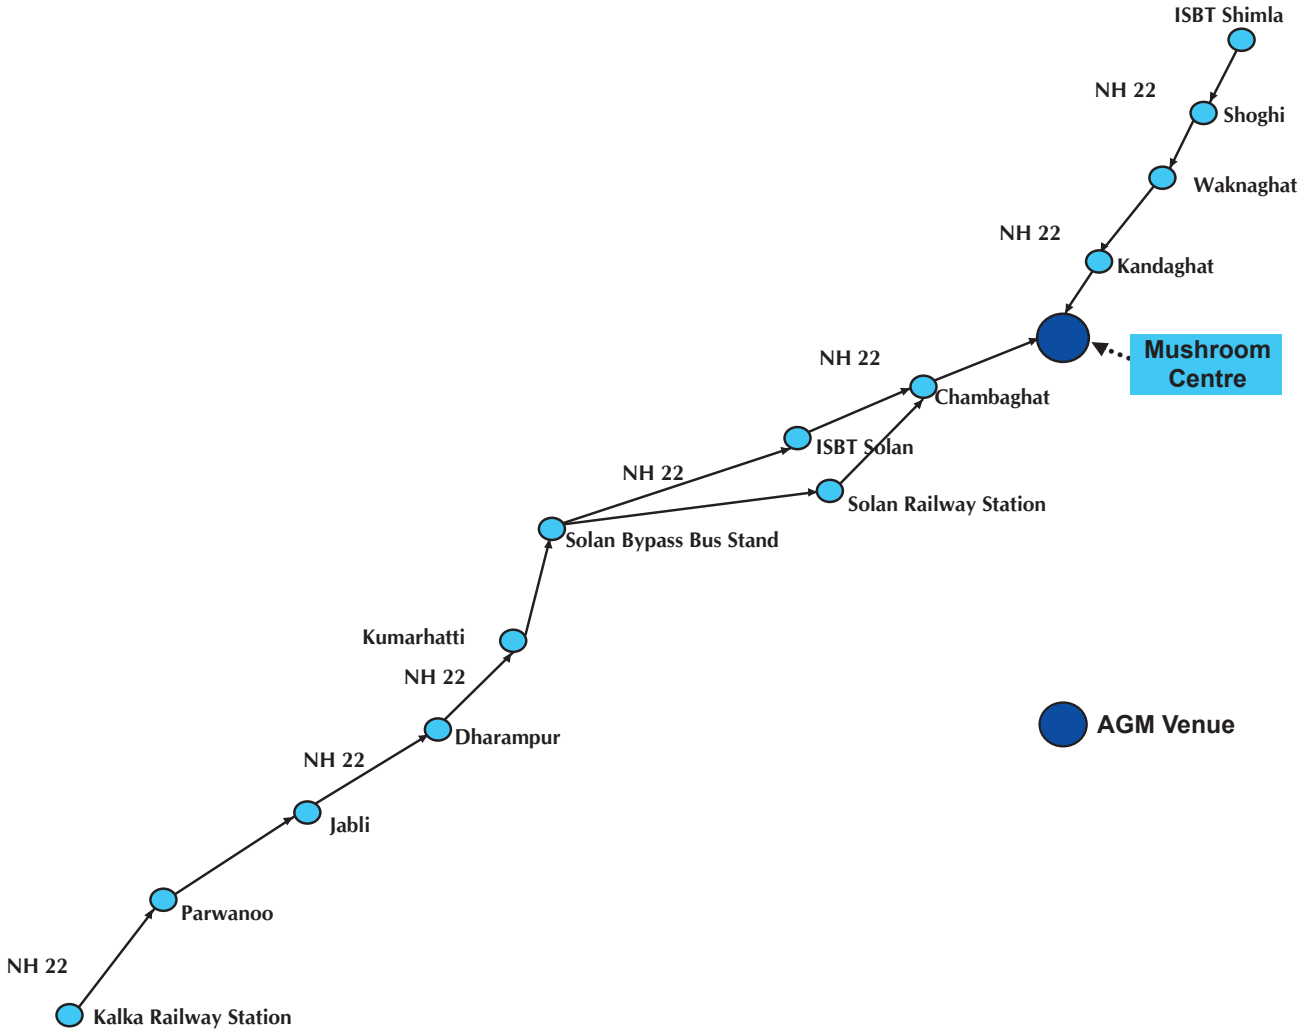 ISBT Shimla
NH 22
Shoghi
Waknaghat
NH 22
Kandaghat
Mushroom
Centre
NH 22
Chambaghat
ISBT Solan
NH 22
Solan Railway Station
Solan Bypass Bus Stand
Kumarhatti
NH 22
AGM Venue
Dharampur
NH 22
Jabli
Parwanoo
NH 22
Kalka Railway Station